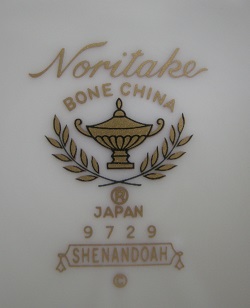 Noritake
BONE CHINA
®
JAPAN
9729
SHENANDOAH
©